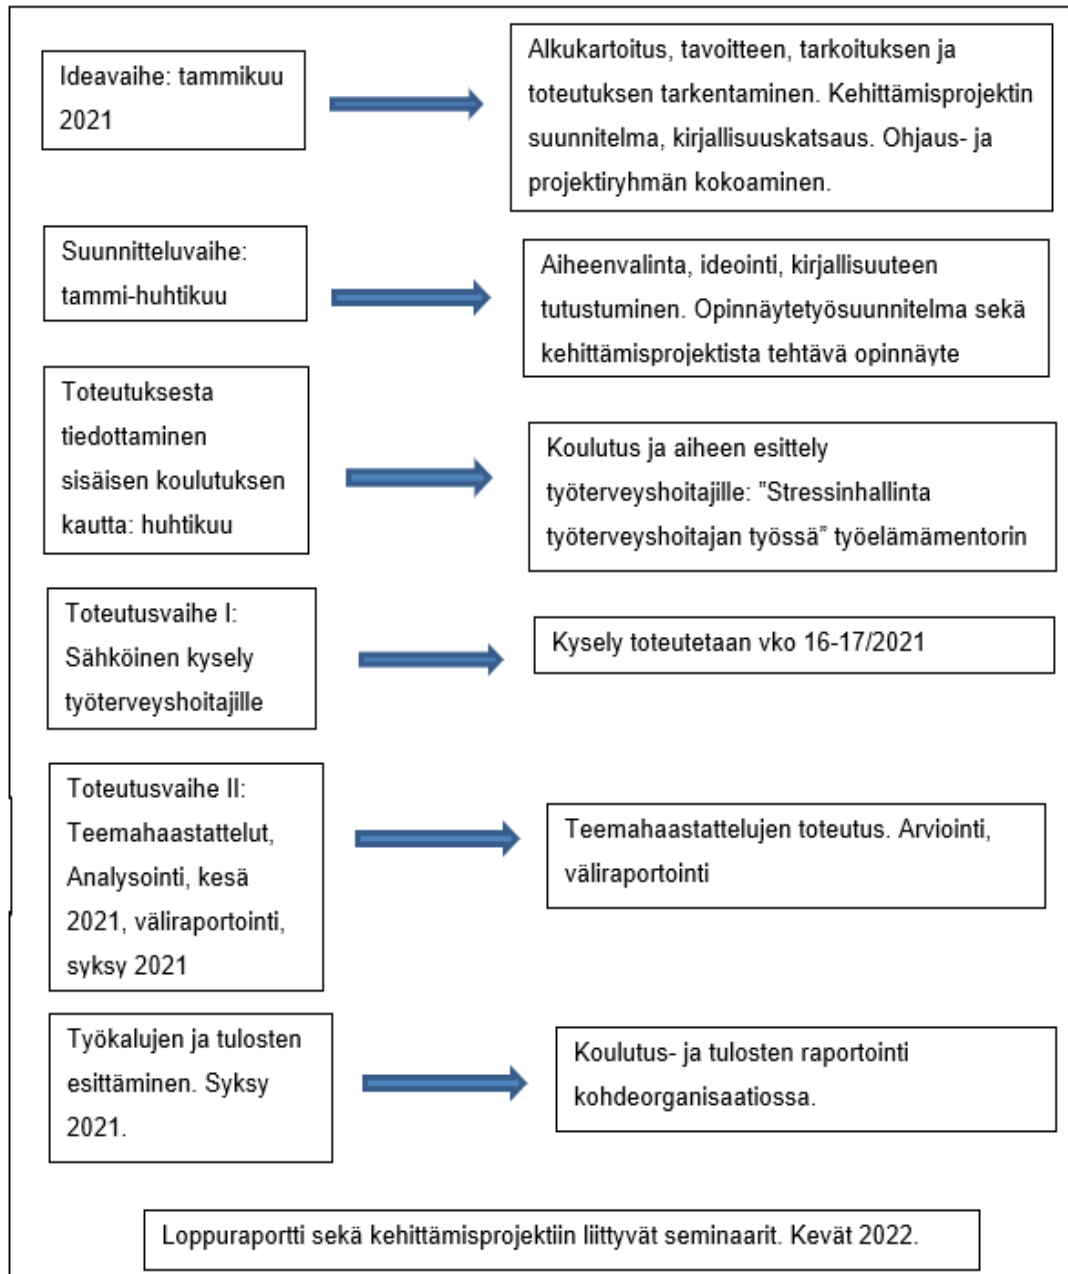 Ideavaihe: tammikuu
2021
Alkukartoitus, tavoitteen, tarkoituksen ja
toteutuksen tarkentaminen. Kehittämisprojektin
suunnitelma, kirjallisuuskatsaus. Ohjaus- ja
projektiryhmän kokoaminen.
Suunnitteluvaihe:
tammi-huhtikuu
Aiheenvalinta, ideointi, kirjallisuuteen
tutustuminen. Opinnäytetyösuunnitelma sekä
kehittämisprojektista tehtävä opinnäyte
Toteutuksesta
tiedottaminen
sisäisen koulutuksen
kautta: huhtikuu
Koulutus ja aiheen esittely
työterveyshoitajille: ”Stressinhallinta
työterveyshoitajan työssä” työelämämentorin
Toteutusvaihe I:
Sähköinen kysely
työterveyshoitajille
Kysely toteutetaan vko 16-17/2021
Toteutusvaihe II:
Teemahaastattelut,
Analysointi, kesä
2021, väliraportointi,
syksy 2021
Teemahaastattelujen toteutus. Arviointi,
väliraportointi
Työkalujen ja tulosten
esittäminen. Syksy
2021.
Koulutus- ja tulosten raportointi
kohdeorganisaatiossa.
Loppuraportti sekä kehittämisprojektiin liittyvät seminaarit. Kevät 2022.